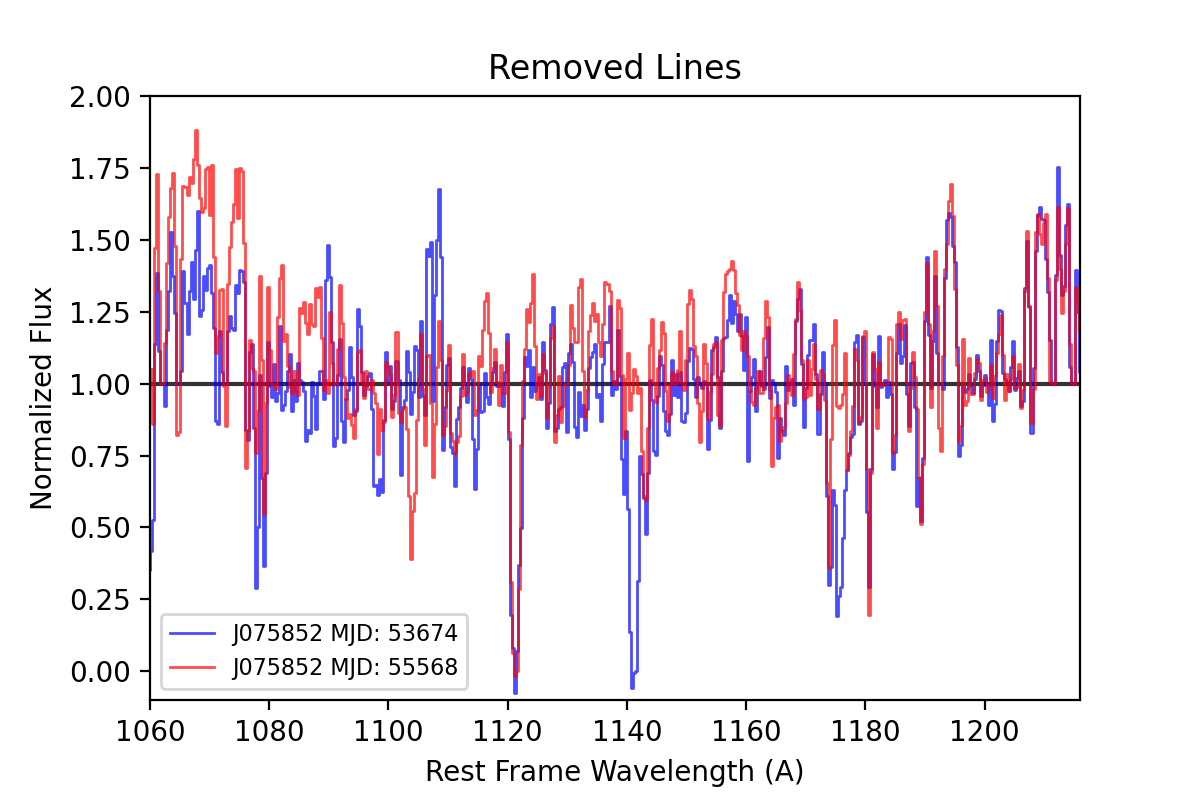 Removed Lines
Normalized Flux
2.00
1.75
1.50
1.25
1.00
0.75
0.50
0.25
0.00
J075852 MJD: 53674
J075852 MJD: 55568
1060 1080 1100 1120 1140 1160 1180 1200
Rest Frame Wavelength (A)